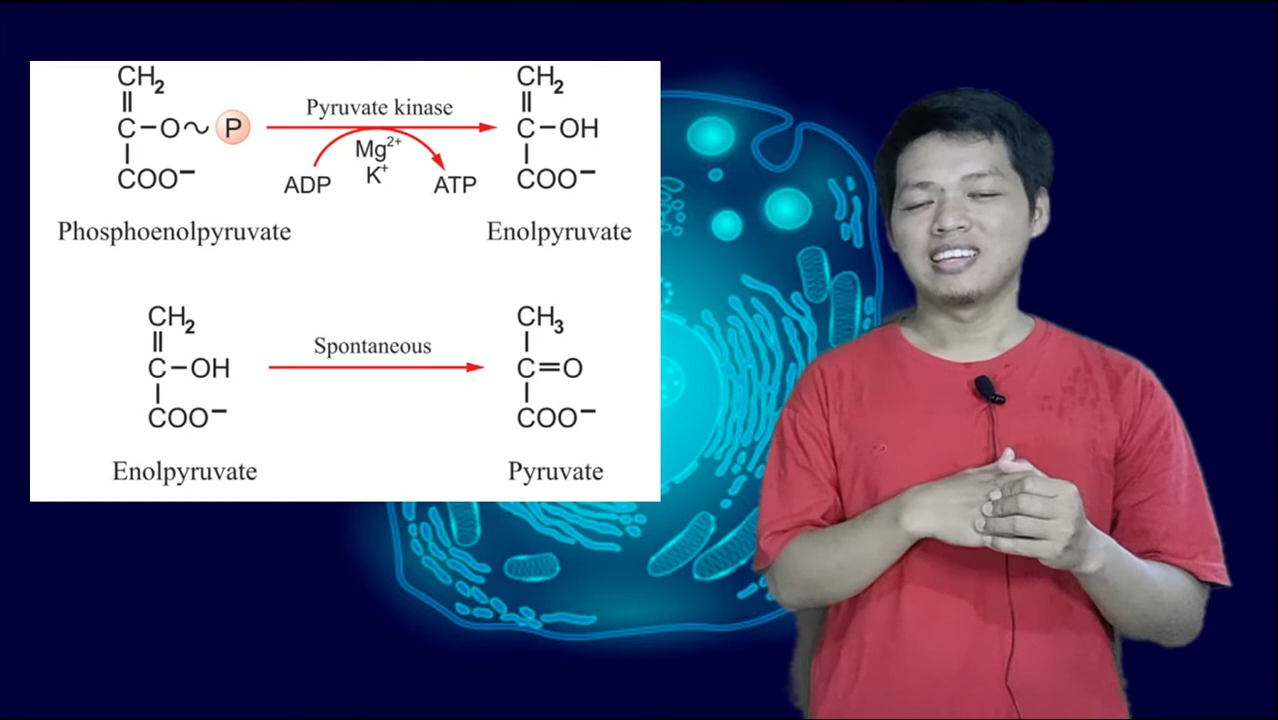 CH₂
||
C–O~ P
|
COO⁻
Phosphoenolpyruvate
Pyruvate kinase
Mg²⁺
K⁺
ADP
ATP
CH₂
||
C–OH
|
COO⁻
Enolpyruvate
CH₂
||
C–OH
|
COO⁻
Enolpyruvate
Spontaneous
CH₃
|
C=O
|
COO⁻
Pyruvate